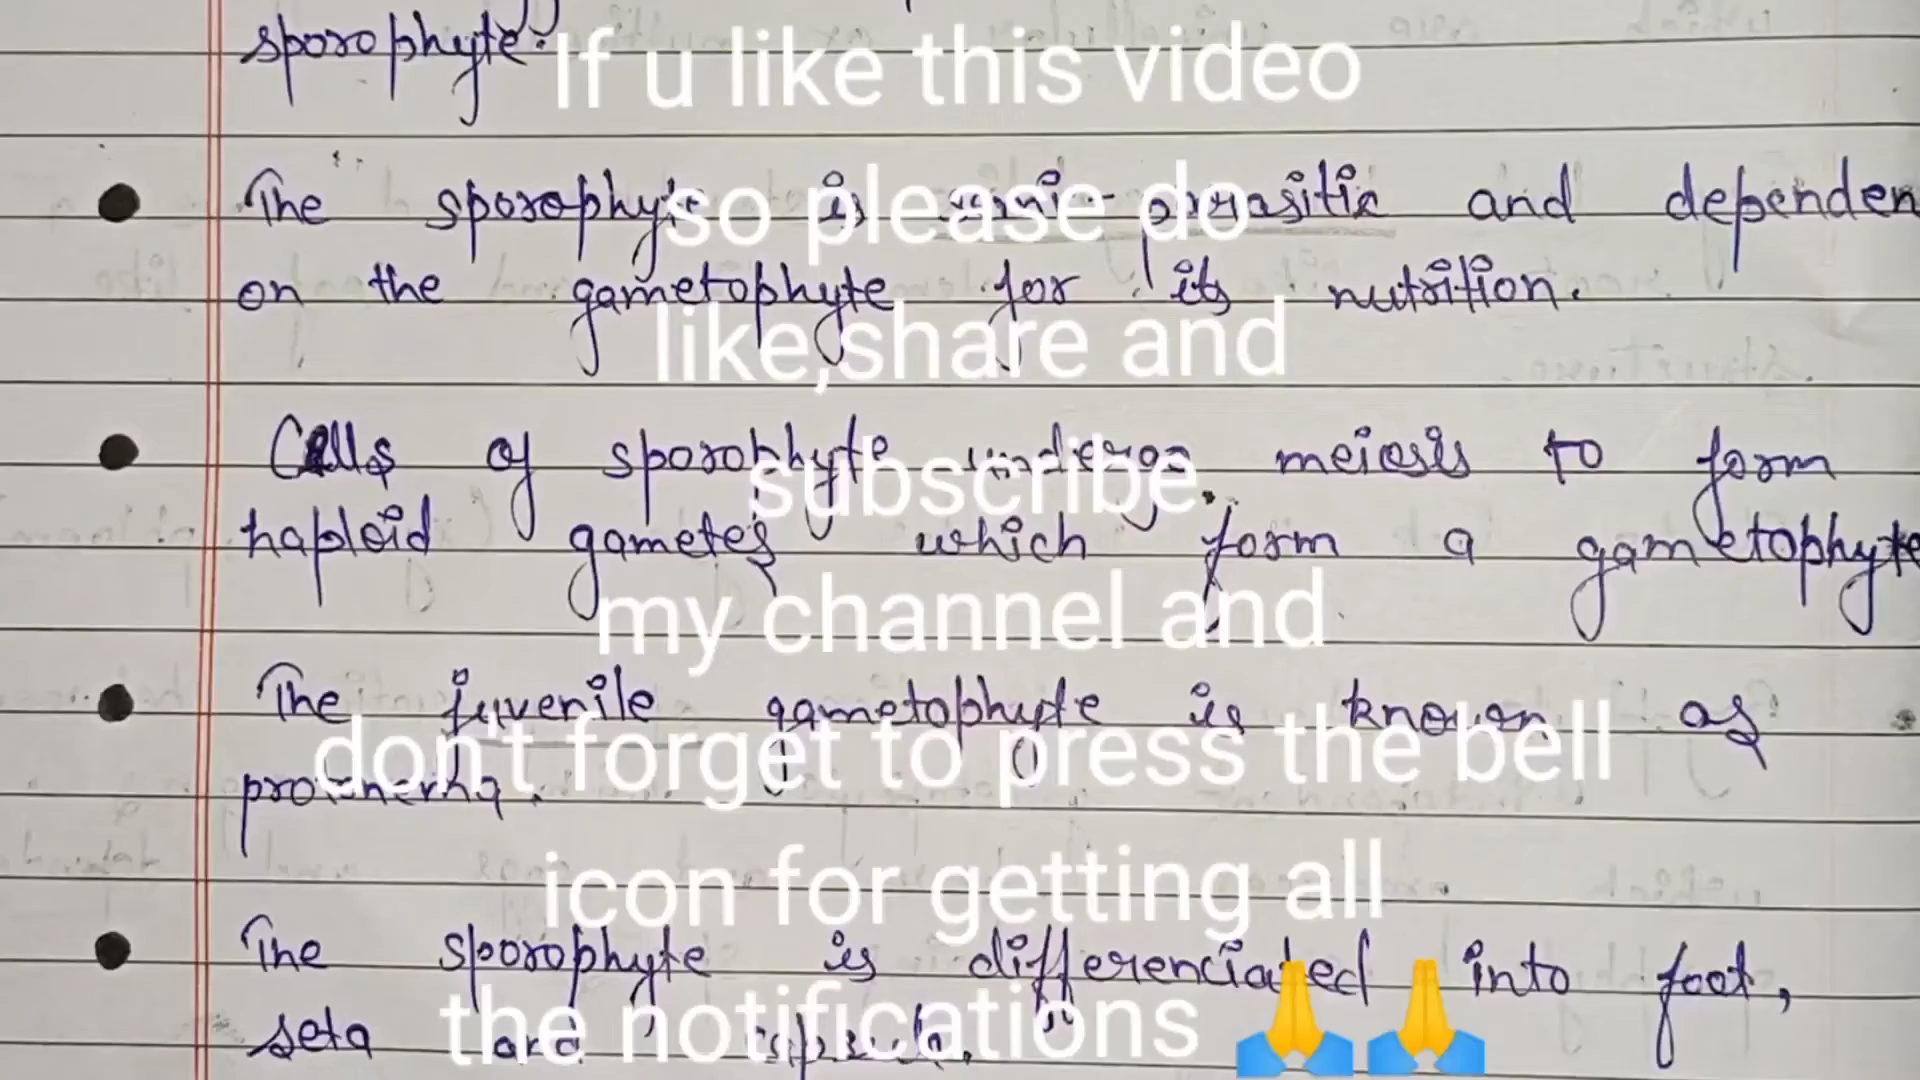 sporophyte.
If u like this video
so please do
like,share and
subscribe
my channel and
don't forget to press the bell
icon for getting all
the notifications 🙏🙏
The sporophyte is semi-parasitic and dependen
on the gametophyte for its nutrition.
Cells of sporophyte undergo meiosis to form
haploid gametes which form a gametophyte
The juvenile gametophyte is known as
protonema.
The sporophyte is differenciated into foot,
seta and capsule.